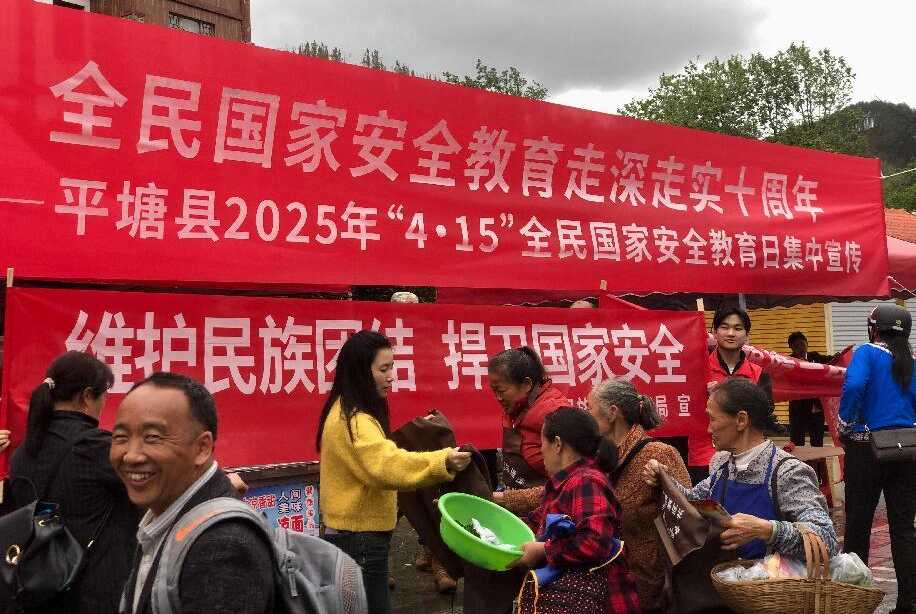 全民国家安全教育走深走实十周年
—平塘县2025年“4·15”全民国家安全教育日集中宣传
维护民族团结 捍卫国家安全
局 宣